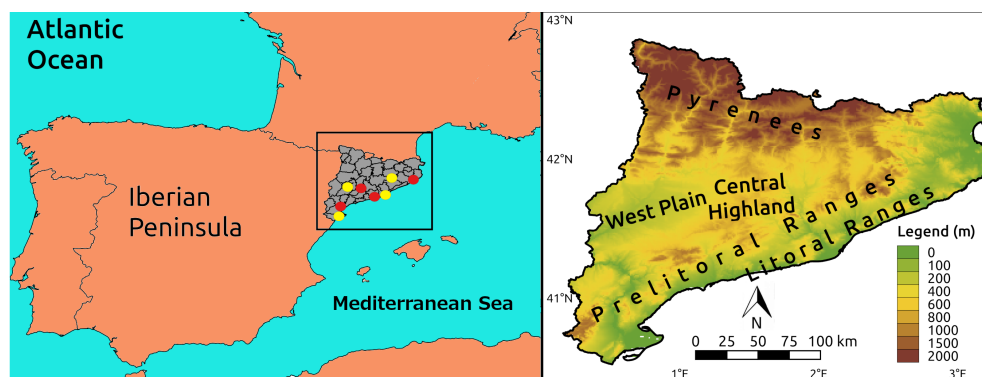 Atlantic
Ocean
Iberian
Peninsula
Mediterranean Sea
43°N
42°N
41°N
Pyrenees
West Plain
Central
Highland
Prelitoral Ranges
Litoral Ranges
Legend (m)
0
100
200
400
600
800
1000
1500
2000
N
0 25 50 75 100 km
1°E
2°E
3°E